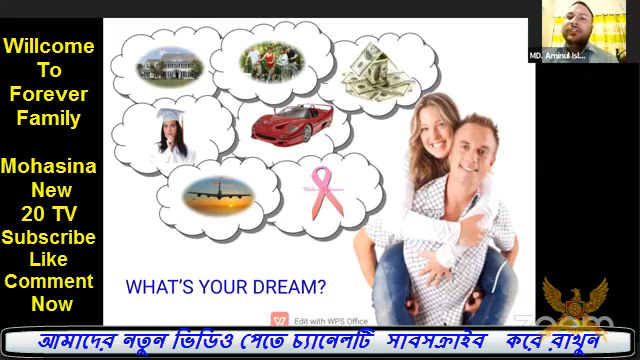 Willcome
To
Forever
Family
Mohasina
New
20 TV
Subscribe
Like
Comment
Now
MD. Aminul Isl...
WHAT'S YOUR DREAM?
Edit with WPS Office
zoom
আমাদের নতুন ভিডিও পেতে চ্যানেলটি সাবসক্রাইব করে রাখুন